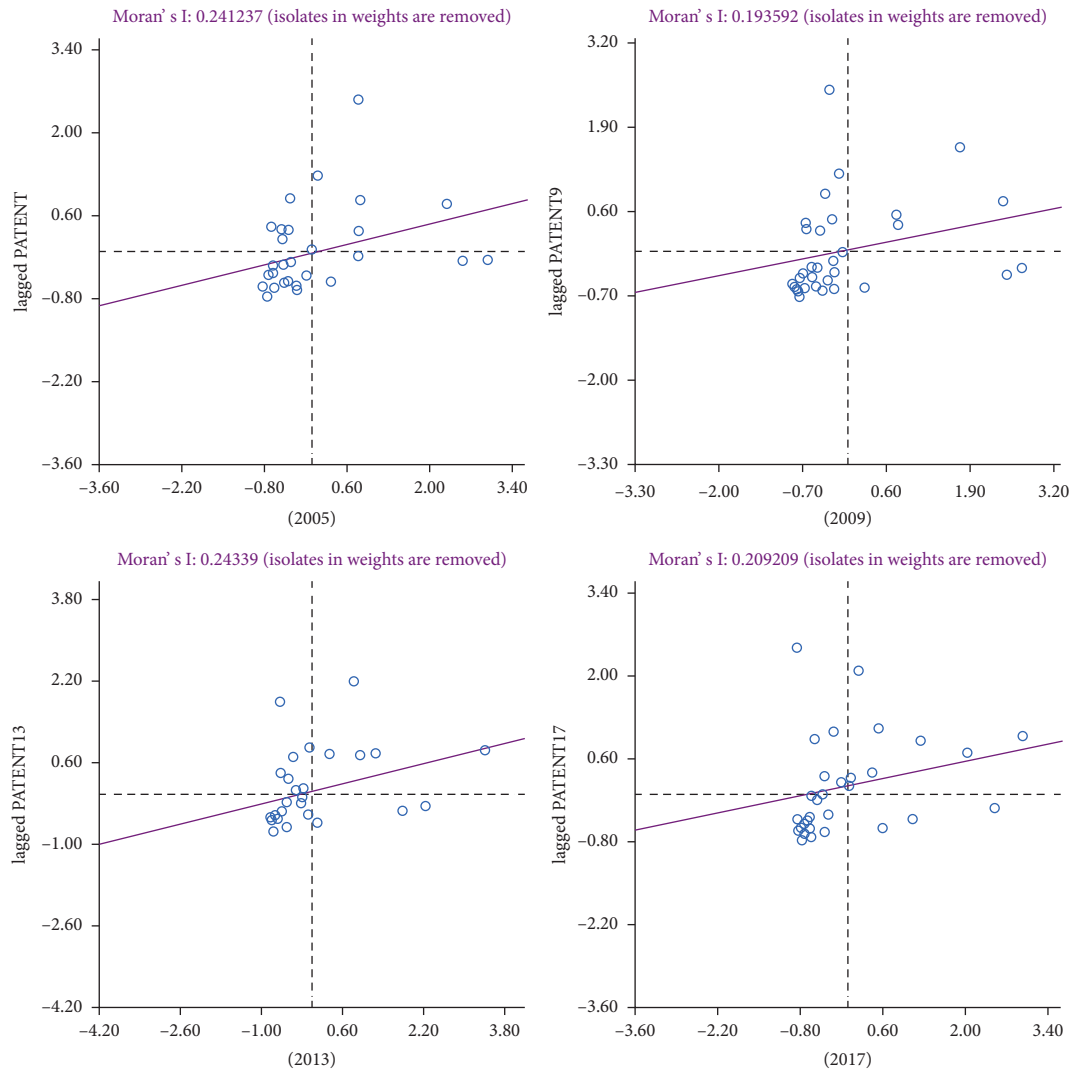 Moran’ s I: 0.241237 (isolates in weights are removed)
3.40
2.00
0.60
–0.80
–2.20
–3.60
lagged PATENT
–3.60 –2.20 –0.80 0.60 2.00 3.40
(2005)
Moran’ s I: 0.193592 (isolates in weights are removed)
3.20
1.90
0.60
–0.70
–2.00
–3.30
lagged PATENT9
–3.30 –2.00 –0.70 0.60 1.90 3.20
(2009)
Moran’ s I: 0.24339 (isolates in weights are removed)
3.80
2.20
0.60
–1.00
–2.60
–4.20
lagged PATENT13
–4.20 –2.60 –1.00 0.60 2.20 3.80
(2013)
Moran’ s I: 0.209209 (isolates in weights are removed)
3.40
2.00
0.60
–0.80
–2.20
–3.60
lagged PATENT17
–3.60 –2.20 –0.80 0.60 2.00 3.40
(2017)